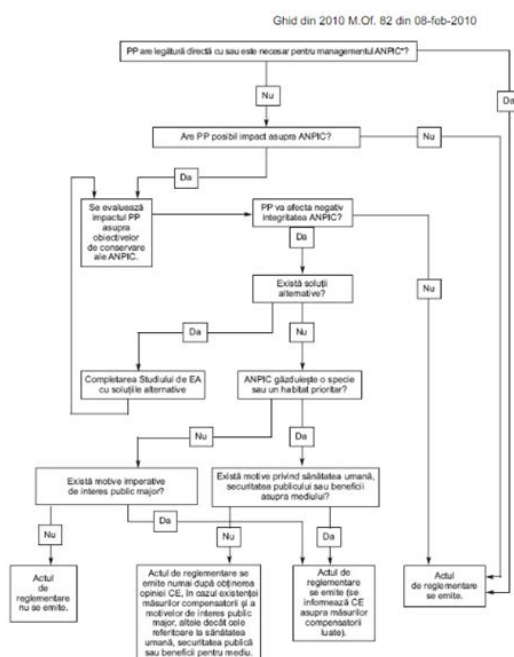 Ghid din 2010 M.Of. 82 din 08-feb-2010
PP are legătură directă cu sau este necesar pentru managementul ANPIC*?
Nu
Da
Are PP posibil impact asupra ANPIC?
Nu
Da
Se evaluează
impactul PP
asupra
obiectivelor
de conservare
ale ANPIC.
PP va afecta negativ
integritatea ANPIC?
Da
Nu
Există soluții
alternative?
Da
Nu
Completarea Studiului de EA
cu soluțiile alternative
ANPIC găzduiește o specie
sau un habitat prioritar?
Nu
Da
Există motive imperative
de interes public major?
Există motive privind sănătatea umană,
securitatea publicului sau beneficii
asupra mediului?
Nu
Da
Nu
Da
Actul
de
reglementare
nu se emite.
Actul de reglementare se
emite numai după obținerea
opiniei CE, în cazul existenței
măsurilor compensatorii și a
motivelor de interes public
major, altele decât cele
referitoare la sănătatea
umană, securitatea publică
sau beneficii pentru mediu.
Actul de
reglementare
se emite (se
informează CE
asupra măsurilor
compensatorii
luate).
Actul
de reglementare
se emite.